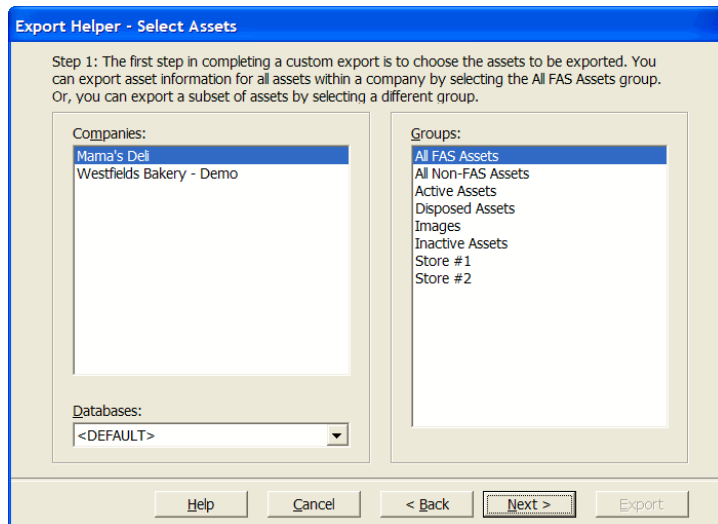 Export Helper - Select Assets
Step 1: The first step in completing a custom export is to choose the assets to be exported. You
can export asset information for all assets within a company by selecting the All FAS Assets group.
Or, you can export a subset of assets by selecting a different group.
Companies:
Mama's Deli
Westfields Bakery - Demo
Databases:
<DEFAULT>
Groups:
All FAS Assets
All Non-FAS Assets
Active Assets
Disposed Assets
Images
Inactive Assets
Store #1
Store #2
Help
Cancel
< Back
Next >
Export